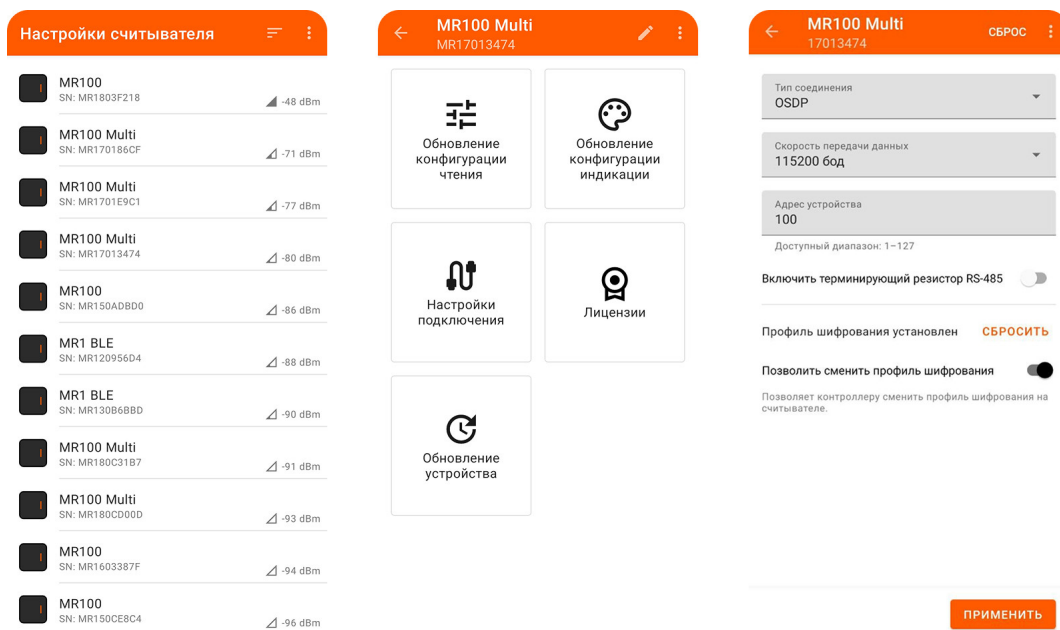 Настройки считывателя
MR100
SN: MR1803F218
-48 dBm
MR100 Multi
SN: MR170186CF
-71 dBm
MR100 Multi
SN: MR1701E9C1
-77 dBm
MR100 Multi
SN: MR17013474
-80 dBm
MR100
SN: MR150ADBD0
-86 dBm
MR1 BLE
SN: MR120956D4
-88 dBm
MR1 BLE
SN: MR130B6BBD
-90 dBm
MR100 Multi
SN: MR180C31B7
-91 dBm
MR100 Multi
SN: MR180CD00D
-93 dBm
MR100
SN: MR1603387F
-94 dBm
MR100
SN: MR150CE8C4
-96 dBm
MR100 Multi
MR17013474
Обновление
конфигурации
чтения
Обновление
конфигурации
индикации
Настройки
подключения
Лицензии
Обновление
устройства
MR100 Multi
17013474
СБРОС
Тип соединения
OSDP
Скорость передачи данных
115200 бод
Адрес устройства
100
Доступный диапазон: 1–127
Включить терминирующий резистор RS-485
Профиль шифрования установлен
СБРОСИТЬ
Позволить сменить профиль шифрования
Позволяет контроллеру сменить профиль шифрования на
считывателе.
ПРИМЕНИТЬ